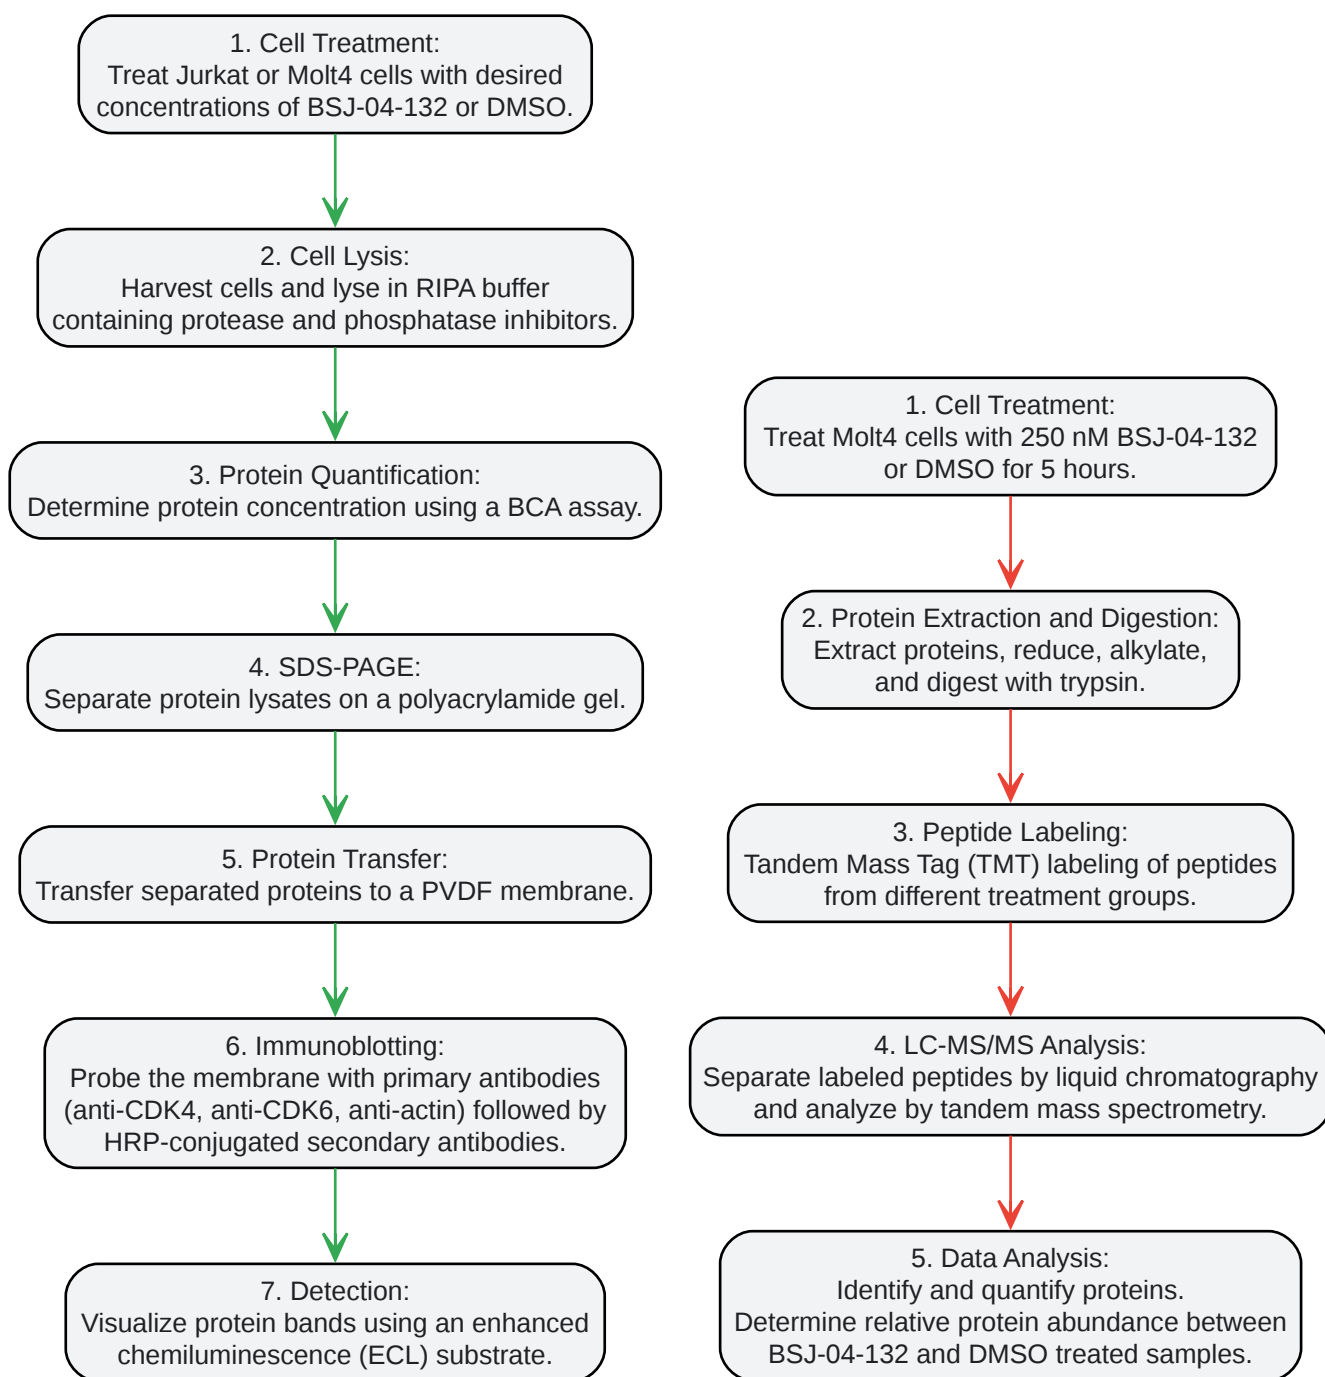 1. Cell Treatment:
Treat Jurkat or Molt4 cells with desired
concentrations of BSJ-04-132 or DMSO.
2. Cell Lysis:
Harvest cells and lyse in RIPA buffer
containing protease and phosphatase inhibitors.
3. Protein Quantification:
Determine protein concentration using a BCA assay.
4. SDS-PAGE:
Separate protein lysates on a polyacrylamide gel.
5. Protein Transfer:
Transfer separated proteins to a PVDF membrane.
6. Immunoblotting:
Probe the membrane with primary antibodies
(anti-CDK4, anti-CDK6, anti-actin) followed by
HRP-conjugated secondary antibodies.
7. Detection:
Visualize protein bands using an enhanced
chemiluminescence (ECL) substrate.
1. Cell Treatment:
Treat Molt4 cells with 250 nM BSJ-04-132
or DMSO for 5 hours.
2. Protein Extraction and Digestion:
Extract proteins, reduce, alkylate,
and digest with trypsin.
3. Peptide Labeling:
Tandem Mass Tag (TMT) labeling of peptides
from different treatment groups.
4. LC-MS/MS Analysis:
Separate labeled peptides by liquid chromatography
and analyze by tandem mass spectrometry.
5. Data Analysis:
Identify and quantify proteins.
Determine relative protein abundance between
BSJ-04-132 and DMSO treated samples.